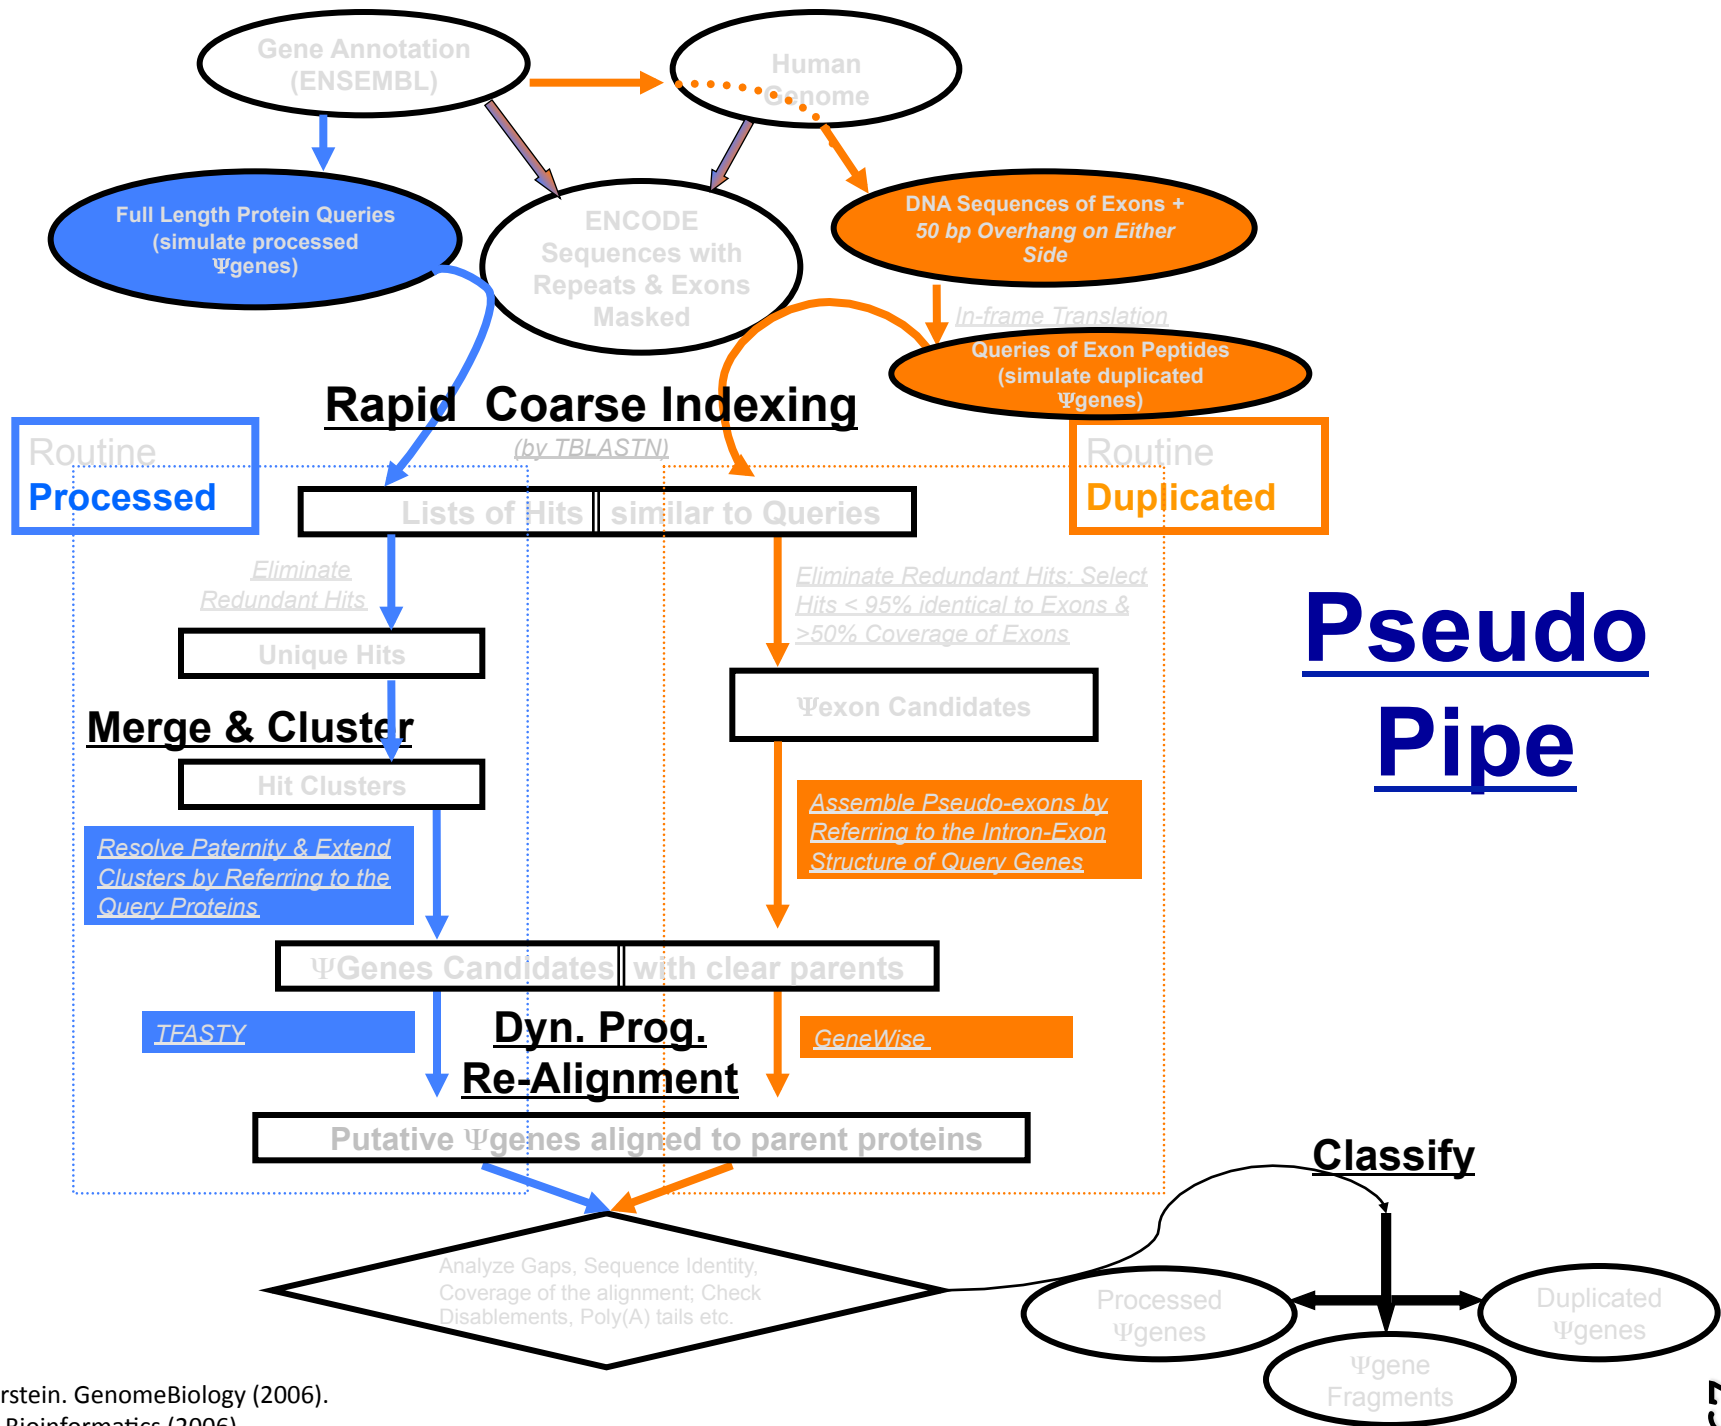 Gene Annotation
(ENSEMBL)
Human
Genome
Full Length Protein Queries
(simulate processed
Ψgenes)
ENCODE
Sequences with
Repeats & Exons
Masked
DNA Sequences of Exons +
50 bp Overhang on Either
Side
In-frame Translation
Queries of Exon Peptides
(simulate duplicated
Ψgenes)
Rapid Coarse Indexing
(by TBLASTN)
Routine
Processed
Routine
Duplicated
Lists of Hits similar to Queries
Eliminate
Redundant Hits
Eliminate Redundant Hits: Select
Hits < 95% identical to Exons &
>50% Coverage of Exons
Unique Hits
Ψexon Candidates
Merge & Cluster
Hit Clusters
Pseudo
Pipe
Resolve Paternity & Extend
Clusters by Referring to the
Query Proteins
Assemble Pseudo-exons by
Referring to the Intron-Exon
Structure of Query Genes
ΨGenes Candidates with clear parents
TFASTY
Dyn. Prog.
Re-Alignment
GeneWise
Putative Ψgenes aligned to parent proteins
Classify
Analyze Gaps, Sequence Identity,
Coverage of the alignment; Check
Disablements, Poly(A) tails etc.
Processed
Ψgenes
Duplicated
Ψgenes
Ψgene
Fragments
rstein. GenomeBiology (2006).
Bioinformatics (2006)